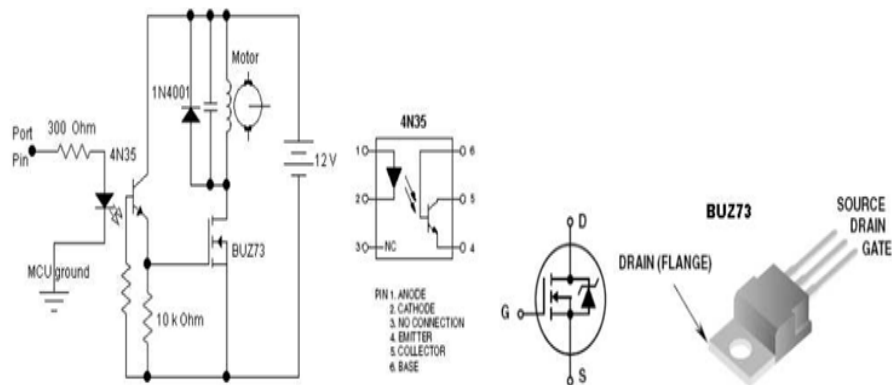 Port
Pin
300 Ohm
4N35
MCU ground
10 k Ohm
1N4001
Motor
BUZ73
12 V
4N35
1
2
3
NC
6
5
4
PIN 1. ANODE
2. CATHODE
3. NO CONNECTION
4. EMITTER
5. COLLECTOR
6. BASE
D
G
S
BUZ73
SOURCE
DRAIN
GATE
DRAIN (FLANGE)